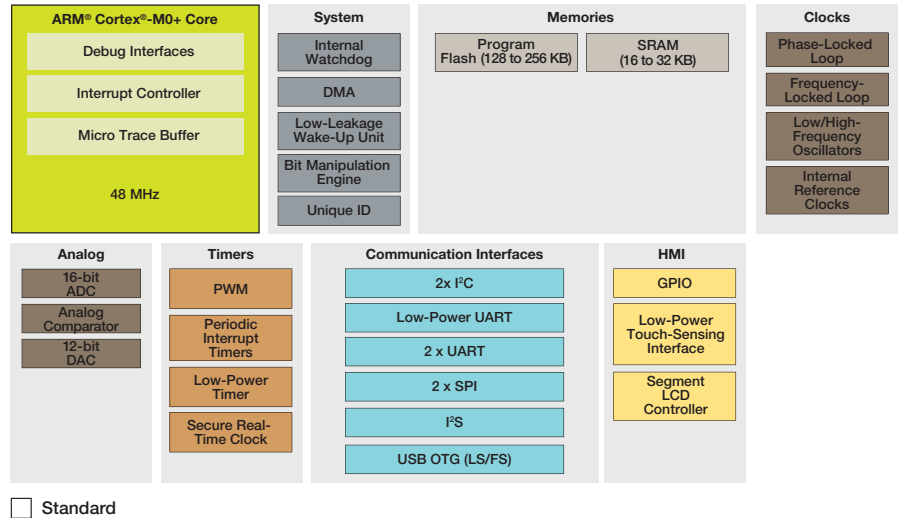 ARM® Cortex®-M0+ Core
Debug Interfaces
Interrupt Controller
Micro Trace Buffer
48 MHz
System
Internal
Watchdog
DMA
Low-Leakage
Wake-Up Unit
Bit Manipulation
Engine
Unique ID
Memories
Program
Flash (128 to 256 KB)
SRAM
(16 to 32 KB)
Clocks
Phase-Locked
Loop
Frequency-
Locked Loop
Low/High-
Frequency
Oscillators
Internal
Reference
Clocks
Analog
16-bit
ADC
Analog
Comparator
12-bit
DAC
Timers
PWM
Periodic
Interrupt
Timers
Low-Power
Timer
Secure Real-
Time Clock
Communication Interfaces
2x I²C
Low-Power UART
2 x UART
2 x SPI
I²S
USB OTG (LS/FS)
HMI
GPIO
Low-Power
Touch-Sensing
Interface
Segment
LCD
Controller
Standard